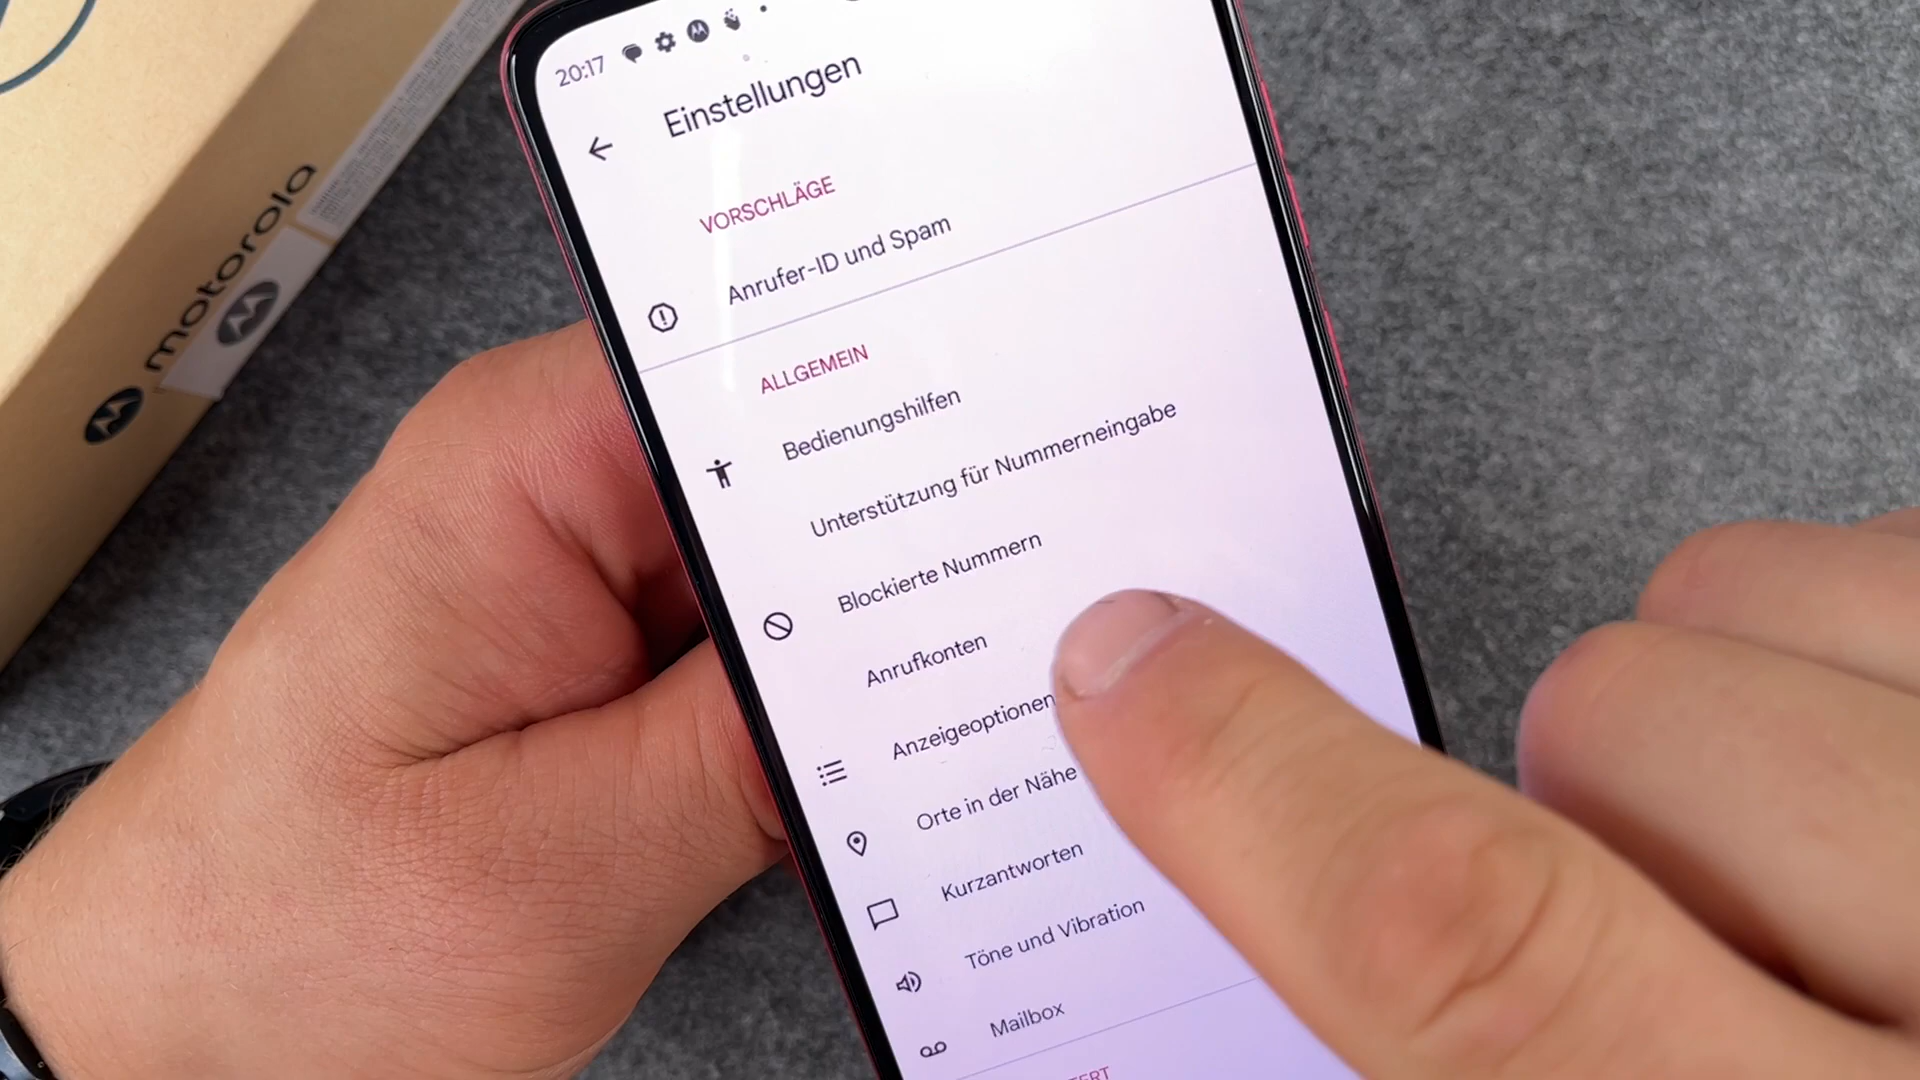 motorola
20:17
Einstellungen
VORSCHLÄGE
Anrufer-ID und Spam
ALLGEMEIN
Bedienungshilfen
Unterstützung für Nummerneingabe
Blockierte Nummern
Anrufkonten
Anzeigeoptionen
Orte in der Nähe
Kurzantworten
Töne und Vibration
Mailbox